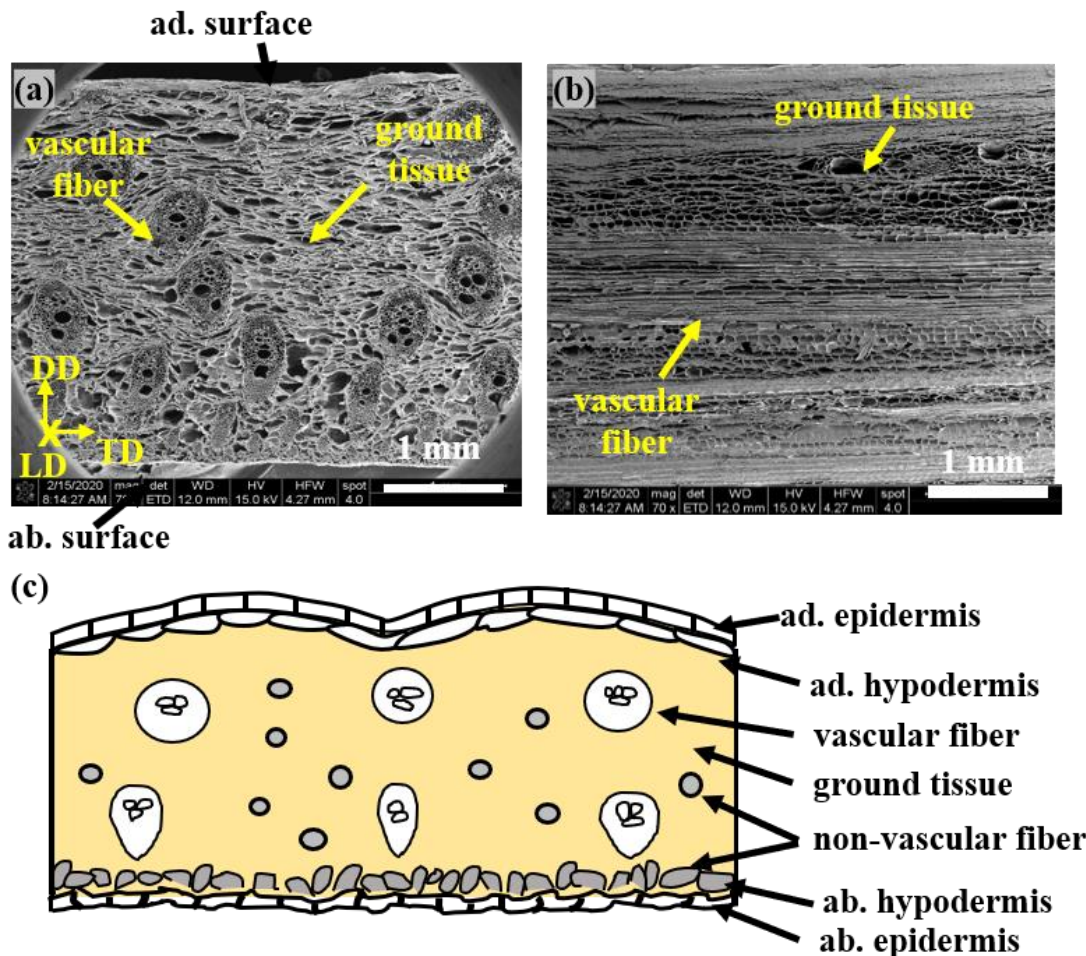 ad. surface
(a)
vascular
fiber
ground
tissue
DD
LD
TD
1 mm
2/15/2020 mag det WD HV HFW spot
8:14:27 AM ETD 12.0 mm 15.0 kV 4.27 mm 4.0
ab. surface
(b)
ground tissue
vascular
fiber
1 mm
2/15/2020 mag det WD HV HFW spot
8:14:27 AM 70 x ETD 12.0 mm 15.0 kV 4.27 mm 4.0
(c)
ad. epidermis
ad. hypodermis
vascular fiber
ground tissue
non-vascular fiber
ab. hypodermis
ab. epidermis